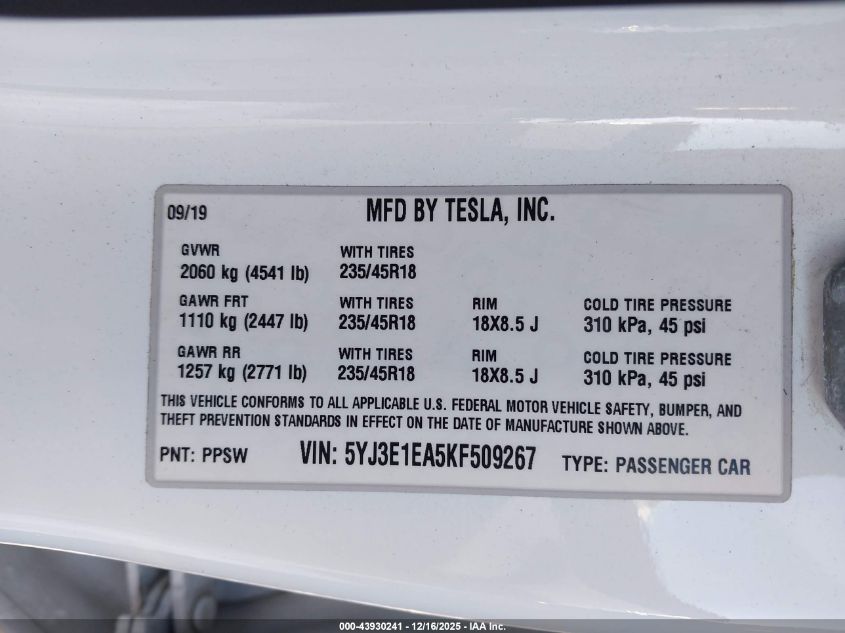 09/19 MFD BY TESLA, INC.
GVWR WITH TIRES
2060 kg (4541 lb) 235/45R18
GAWR FRT WITH TIRES RIM COLD TIRE PRESSURE
1110 kg (2447 lb) 235/45R18 18X8.5 J 310 kPa, 45 psi
GAWR RR WITH TIRES RIM COLD TIRE PRESSURE
1257 kg (2771 lb) 235/45R18 18X8.5 J 310 kPa, 45 psi
THIS VEHICLE CONFORMS TO ALL APPLICABLE U.S. FEDERAL MOTOR VEHICLE SAFETY, BUMPER, AND
THEFT PREVENTION STANDARDS IN EFFECT ON THE DATE OF MANUFACTURE SHOWN ABOVE.
PNT: PPSW VIN: 5YJ3E1EA5KF509267 TYPE: PASSENGER CAR
000-43930241 - 12/16/2025 - IAA Inc.